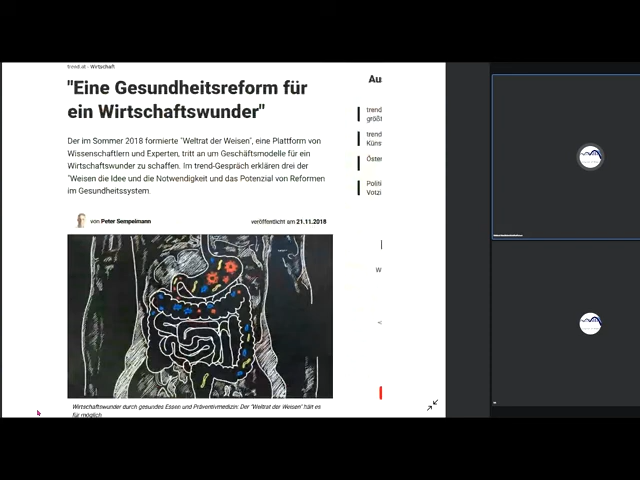 trend.at - Wirtschaft
"Eine Gesundheitsreform für
ein Wirtschaftswunder"
Der im Sommer 2018 formierte "Weltrat der Weisen", eine Plattform von
Wissenschaftlern und Experten, tritt an um Geschäftsmodelle für ein
Wirtschaftswunder zu schaffen. Im trend-Gespräch erklären drei der
"Weisen die Idee und die Notwendigkeit und das Potenzial von Reformen
im Gesundheitssystem.
von Peter Sempelmann
veröffentlicht am 21.11.2018
Wirtschaftswunder durch gesundes Essen und Präventivmedizin: Der "Weltrat der Weisen" hält es
für möglich
Au
trend
größt
trend
Küns
Öster
Politi
Votzi
W